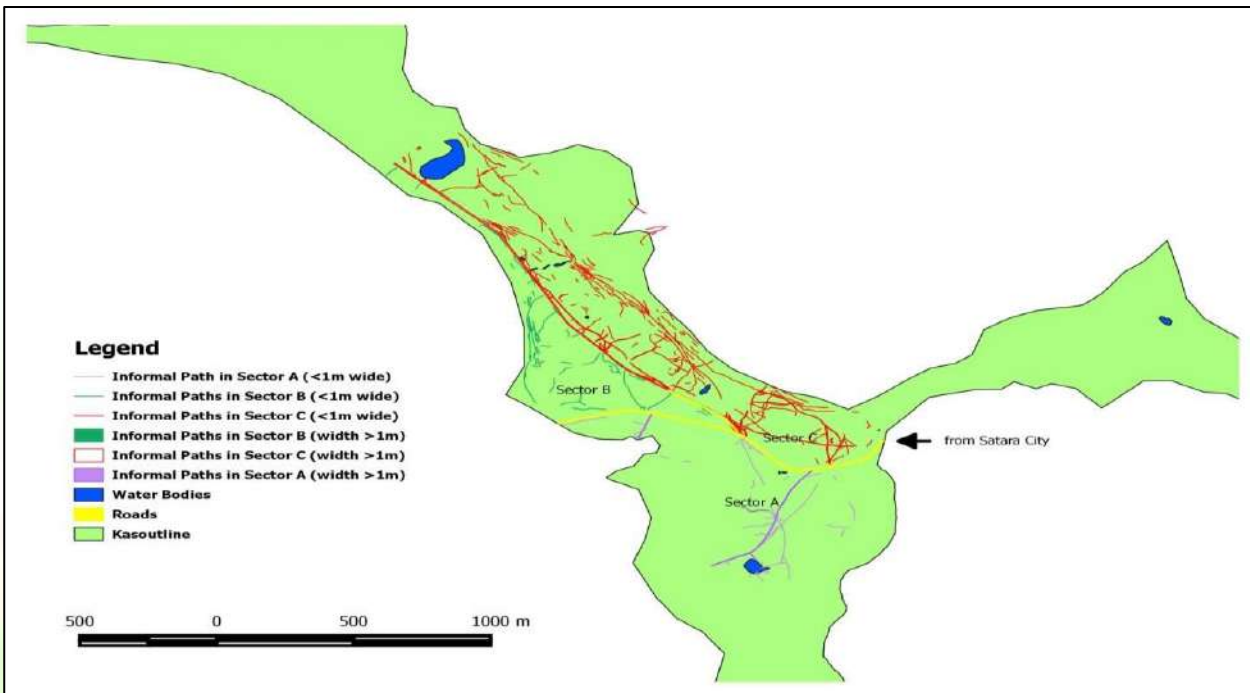 Legend
Informal Path in Sector A (<1m wide)
Informal Paths in Sector B (<1m wide)
Informal Paths in Sector C (<1m wide)
Informal Paths in Sector B (width >1m)
Informal Paths in Sector C (width >1m)
Informal Paths in Sector A (width >1m)
Water Bodies
Roads
Kasoutline
Sector B
Sector C
from Satara City
Sector A
500 0 500 1000 m